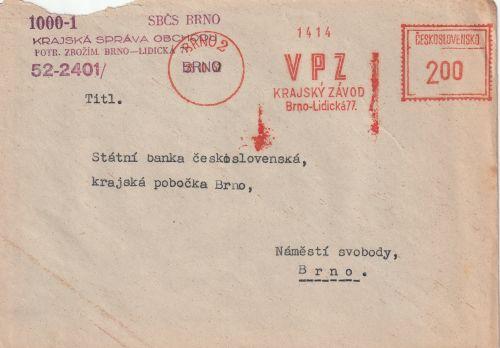 1000-1 SBČS BRNO
KRAJSKÁ SPRÁVA OBCHODU
POTR. ZBOŽÍM. BRNO-LIDICKÁ
52-2401/
BRNO 2
BRNO
1414
VPZ
KRAJSKÝ ZÁVOD
Brno-Lidická 77.
ČESKOSLOVENSKO
200
Titl.
Státní banka československá,
krajská pobočka Brno,
Náměstí svobody,
Brno.